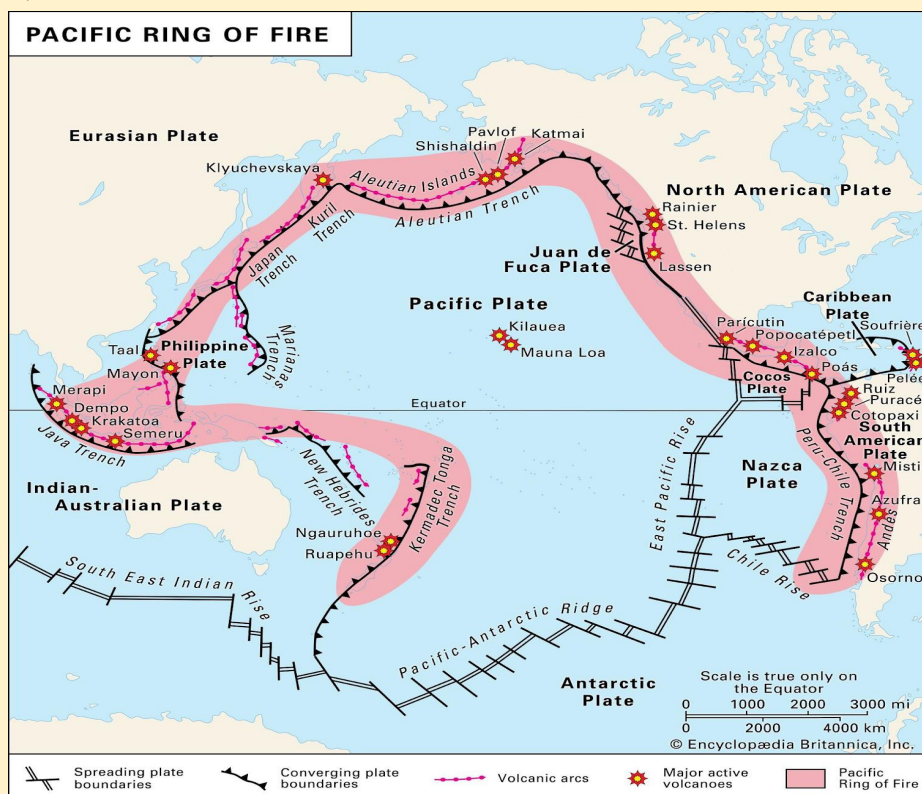 PACIFIC RING OF FIRE
Eurasian Plate
Klyuchevskaya
Aleutian Islands
Shishaldin
Pavlof
Katmai
Aleutian Trench
Kuril
Trench
Japan
Trench
North American Plate
Rainier
St. Helens
Lassen
Juan de
Fuca Plate
Pacific Plate
Kilauea
Mauna Loa
Caribbean
Plate
Soufrière
Parícutin
Popocatépetl
Izalco
Poás
Pelée
Cocos
Plate
Ruiz
Puracé
Cotopaxi
South
American
Plate
Misti
Azufra
Andes
Osorno
Peru-Chile Trench
Nazca
Plate
Taal
Philippine
Plate
Mayon
Marianas
Trench
Merapi
Dempo
Krakatoa
Semeru
Java Trench
Equator
Indian-
Australian Plate
New Hebrides
Trench
Kermadec Tonga
Trench
Ngauruhoe
Ruapehu
East Pacific Rise
Chile Rise
South East Indian
Rise
Pacific-Antarctic Ridge
Antarctic
Plate
Scale is true only on
the Equator
0 1000 2000 3000 mi
0 2000 4000 km
© Encyclopædia Britannica, Inc.
Spreading plate
boundaries
Converging plate
boundaries
Volcanic arcs
Major active
volcanoes
Pacific
Ring of Fire